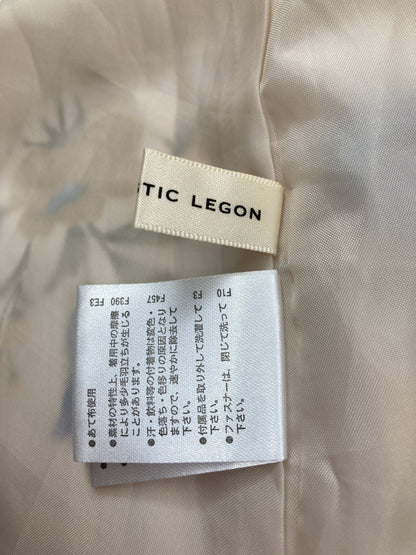 STIC LEGON
●あて布使用 FE3
●素材の特性上、着用中の摩擦 F390
により多少毛羽立ちが生じる
ことがあります。
●汗・飲料等の付着物は変色・ F457
色落ち・色移りの原因となり
ますので、速やかに除去して
下さい。
●付属品を取り外して洗濯して E2
下さい。
●ファスナーは、閉じて洗って F10
下さい。